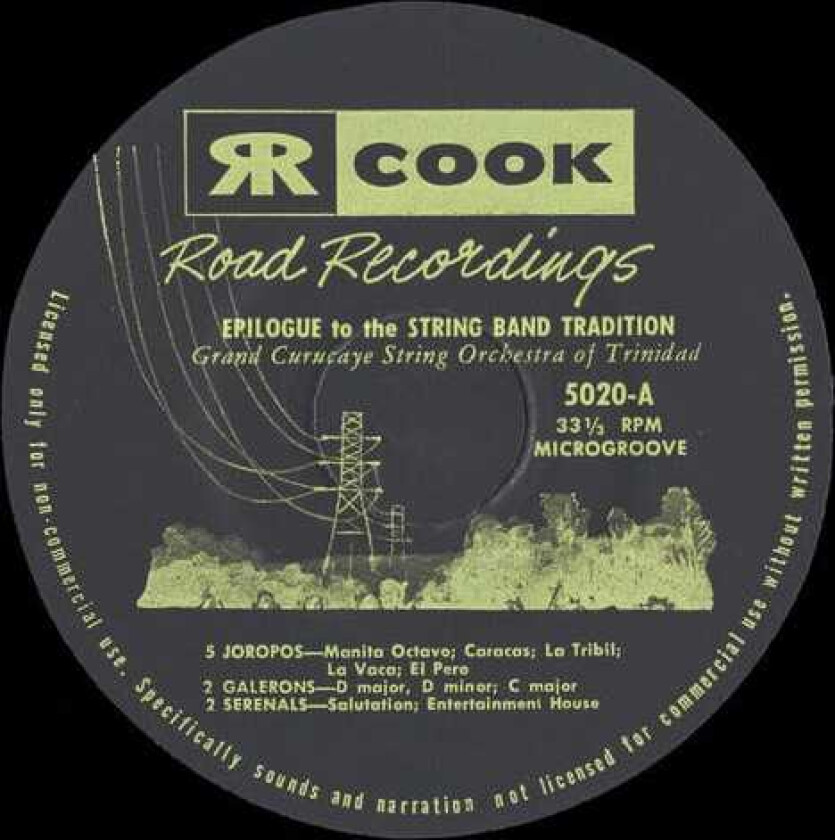 RR COOK
Road Recordings
EPILOGUE to the STRING BAND TRADITION
Grand Curucaye String Orchestra of Trinidad
5020-A
33⅓ RPM
MICROGROOVE
5 JOROPOS—Manita Octavo; Caracas; La Tribil;
La Vaca; El Pero
2 GALERONS—D major, D minor; C major
2 SERENALS—Salutation; Entertainment House
Licensed only for non-commercial use. Specifically sounds and narration not licensed for commercial use without written permission.